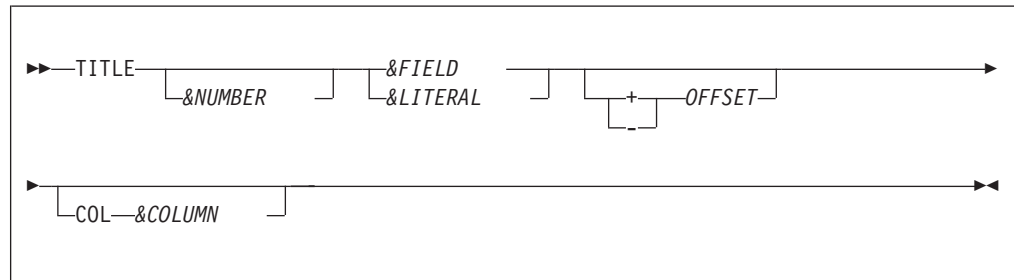 TITLE &FIELD
&NUMBER &LITERAL + OFFSET
-
COL &COLUMN